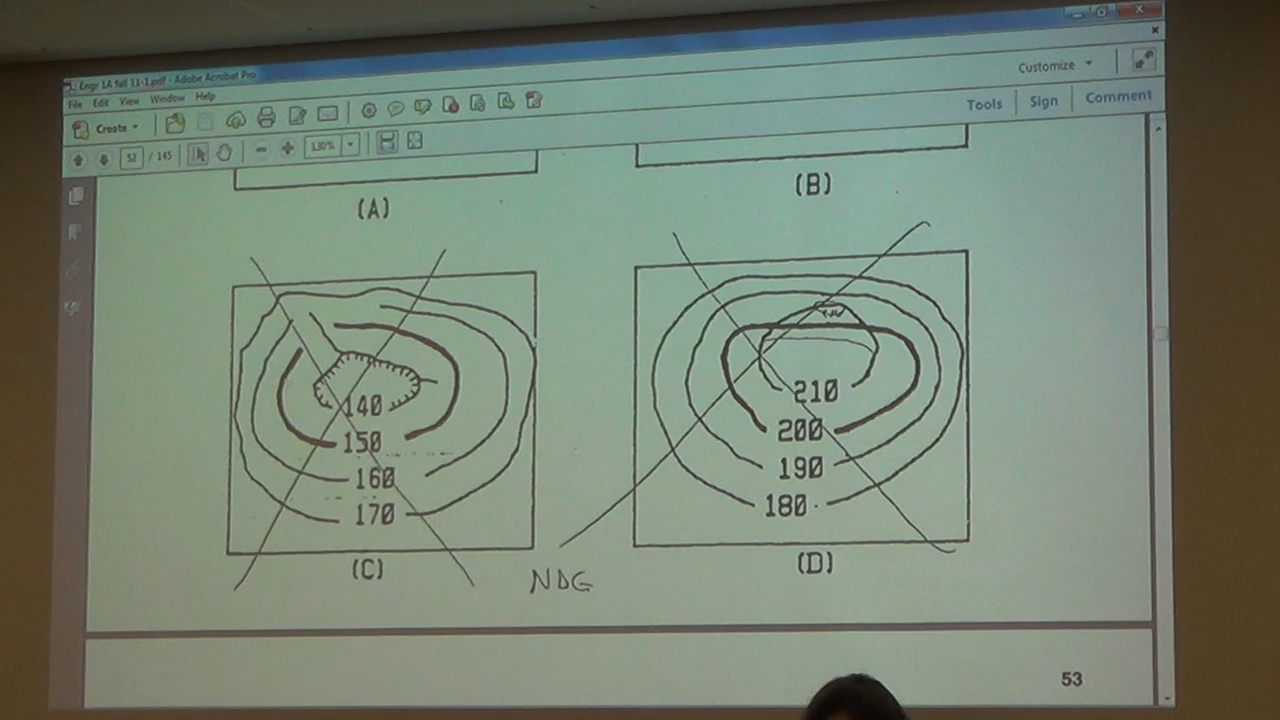 Engr 1A fall 11-1.pdf - Adobe Acrobat Pro
File Edit View Window Help
Customize
Create
Tools Sign Comment
52 / 145 130%
(A) (B)
140
150
160
170
(C)
210
200
190
180
(D)
NDG
53